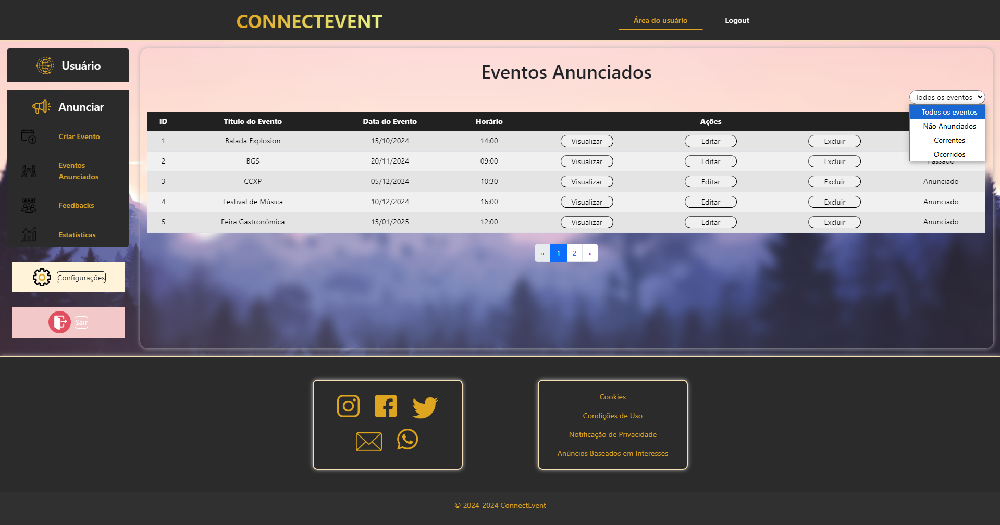 CONNECTEVENT
Área do usuário
Logout
Usuário
Anunciar
Criar Evento
Eventos
Anunciados
Feedbacks
Estatísticas
Configurações
Sair
Eventos Anunciados
Todos os eventos
Todos os eventos
Não Anunciados
Correntes
Ocorridos
ID Título do Evento Data do Evento Horário Ações
1 Balada Explosion 15/10/2024 14:00 Visualizar Editar Excluir
2 BGS 20/11/2024 09:00 Visualizar Editar Excluir Passado
3 CCXP 05/12/2024 10:30 Visualizar Editar Excluir Anunciado
4 Festival de Música 10/12/2024 16:00 Visualizar Editar Excluir Anunciado
5 Feira Gastronômica 15/01/2025 12:00 Visualizar Editar Excluir Anunciado
« 1 2 »
Cookies
Condições de Uso
Notificação de Privacidade
Anúncios Baseados em Interesses
© 2024-2024 ConnectEvent